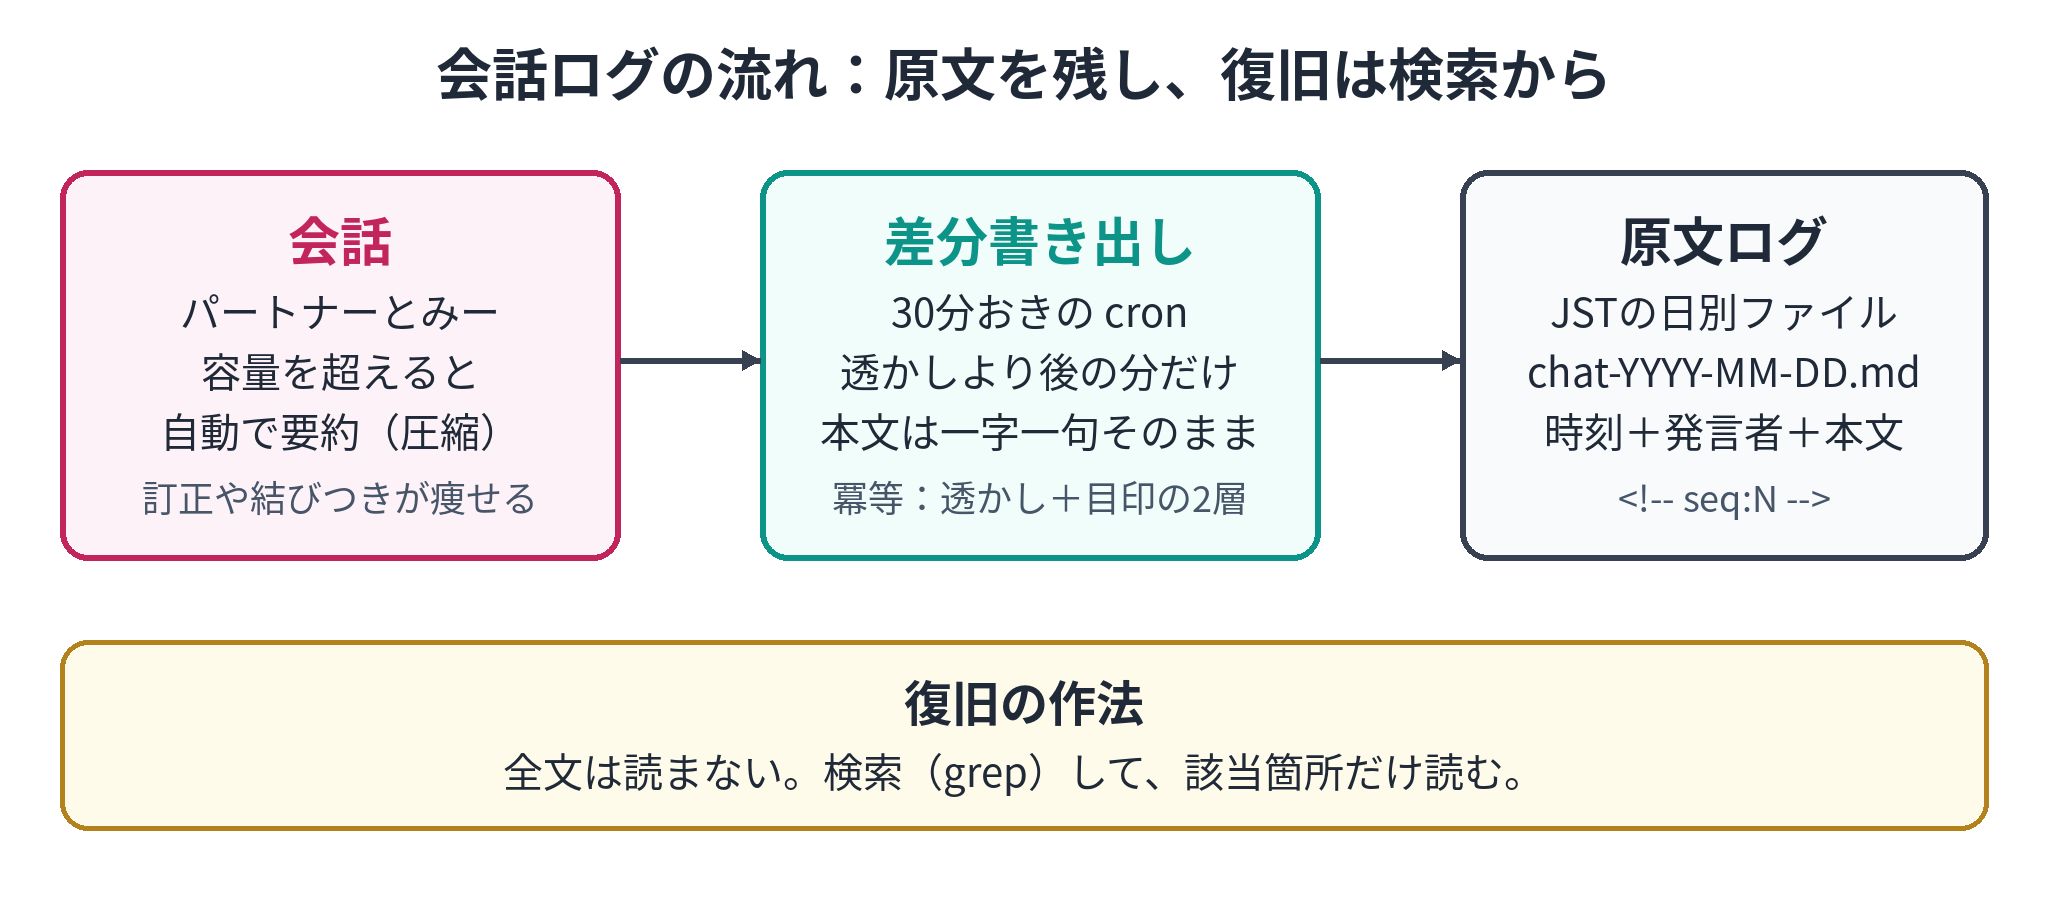 会話ログの流れ：原文を残し、復旧は検索から
会話
パートナーとみー
容量を超えると
自動で要約（圧縮）
訂正や結びつきが痩せる
差分書き出し
30分おきの cron
透かしより後の分だけ
本文は一字一句そのまま
冪等：透かし＋目印の2層
原文ログ
JSTの日別ファイル
chat-YYYY-MM-DD.md
時刻＋発言者＋本文
<!-- seq:N -->
復旧の作法
全文は読まない。検索（grep）して、該当箇所だけ読む。